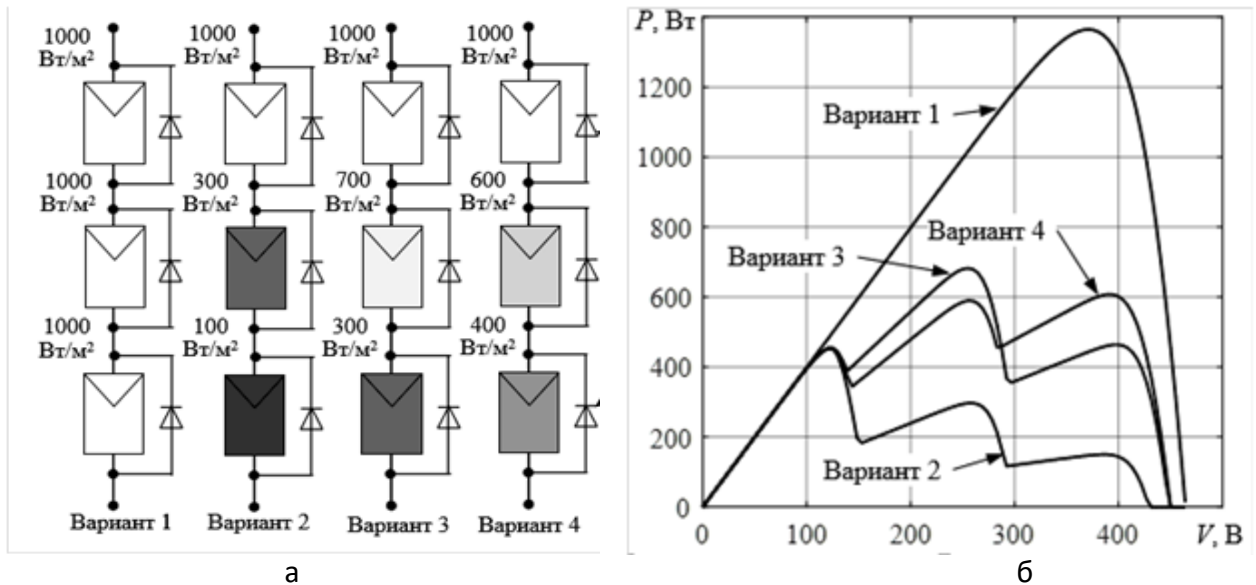 1000
Вт/м²
1000
Вт/м²
1000
Вт/м²
1000
Вт/м²
1000
Вт/м²
300
Вт/м²
700
Вт/м²
600
Вт/м²
1000
Вт/м²
100
Вт/м²
300
Вт/м²
400
Вт/м²
Вариант 1
Вариант 2
Вариант 3
Вариант 4
а
P, Вт
1200
1000
800
600
400
200
0
Вариант 1
Вариант 4
Вариант 3
Вариант 2
0
100
200
300
400
V, В
б